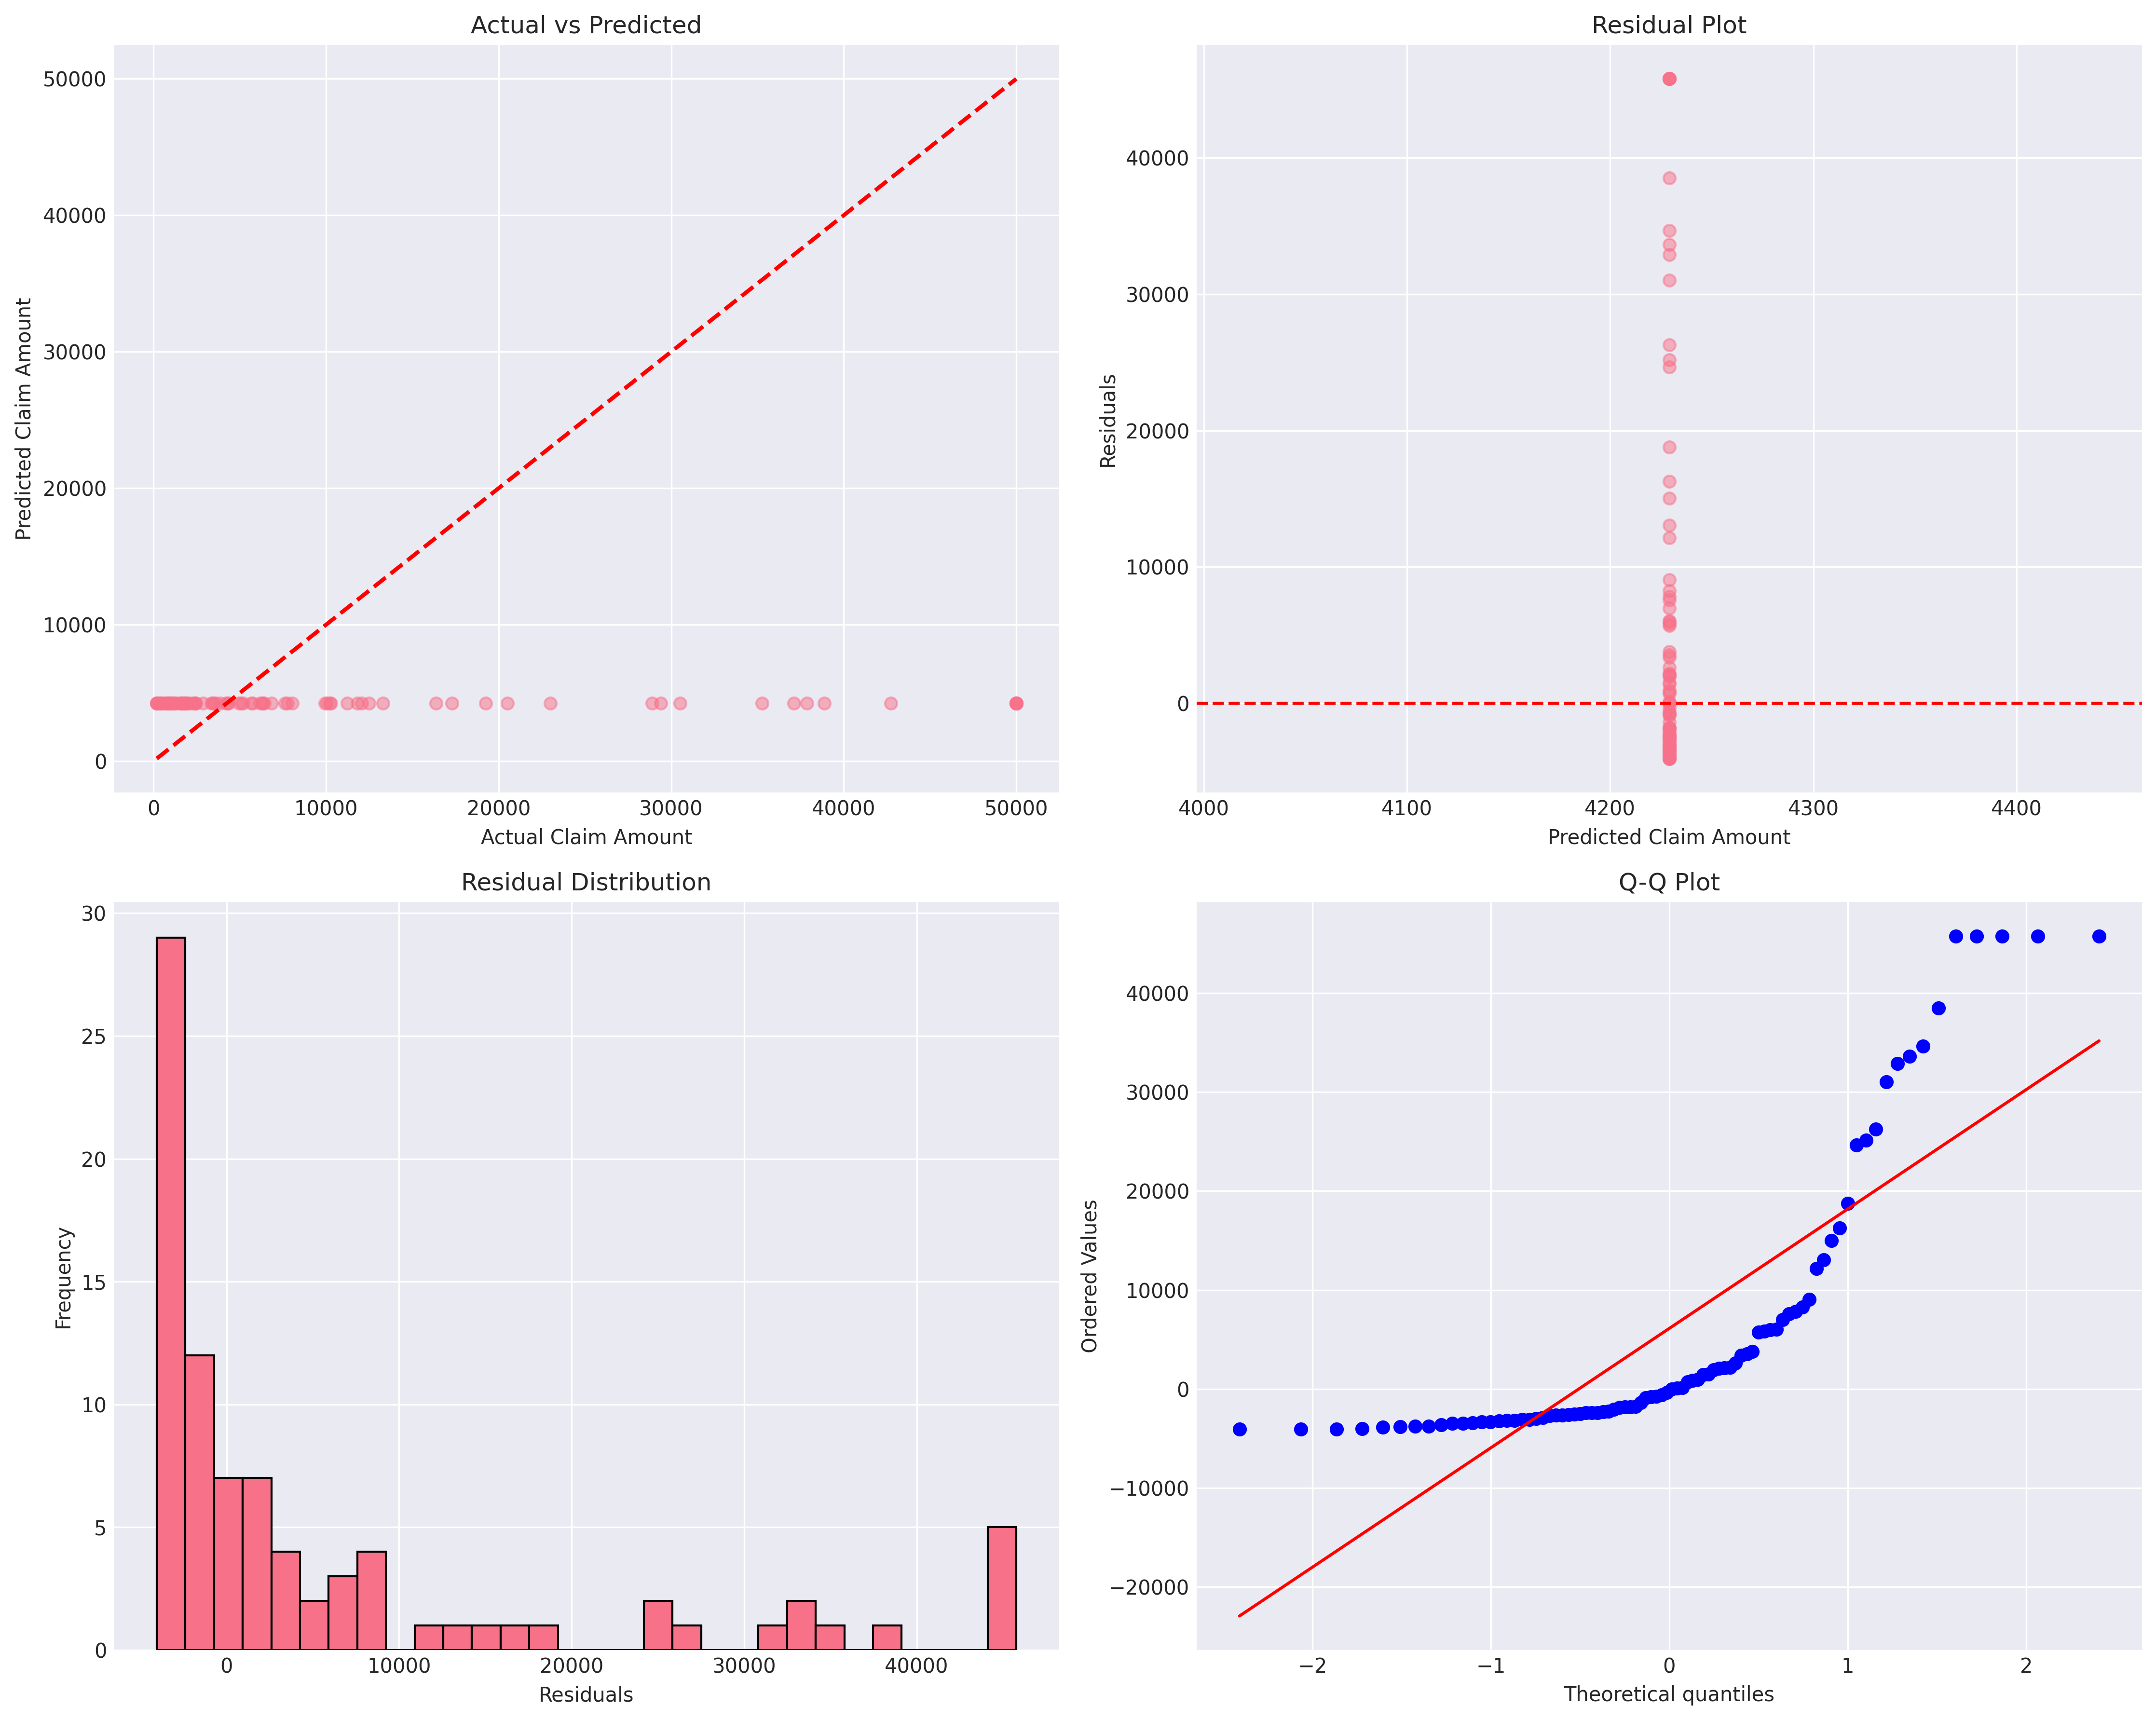 Actual vs Predicted
50000
40000
30000
20000
10000
0
Predicted Claim Amount
0 10000 20000 30000 40000 50000
Actual Claim Amount
Residual Plot
40000
30000
20000
10000
0
Residuals
4000 4100 4200 4300 4400
Predicted Claim Amount
Residual Distribution
30
25
20
15
10
5
0
Frequency
0 10000 20000 30000 40000
Residuals
Q-Q Plot
40000
30000
20000
10000
0
−10000
−20000
Ordered Values
−2 −1 0 1 2
Theoretical quantiles